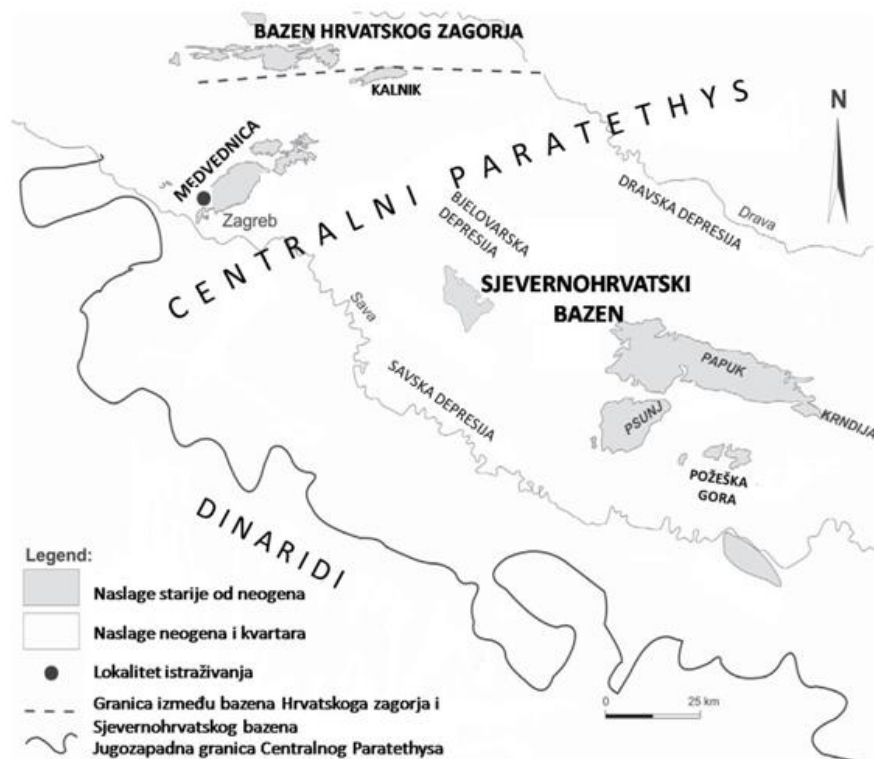 BAZEN HRVATSKOG ZAGORJA
KALNIK
N
MEDVEDNICA
Zagreb
CENTRALNI PARATETHYS
BJELOVARSKA
DEPRESIJA
DRAVSKA DEPRESIJA
Drava
SJEVERNOHRVATSKI
BAZEN
Sava
SAVSKA DEPRESIJA
PAPUK
PSUNJ
KRNDIJA
POŽEŠKA
GORA
DINARIDI
Legend:
Naslage starije od neogena
Naslage neogena i kvartara
Lokalitet istraživanja
Granica između bazena Hrvatskoga zagorja i
Sjevernohrvatskog bazena
Jugozapadna granica Centralnog Paratethysa
0 25 km